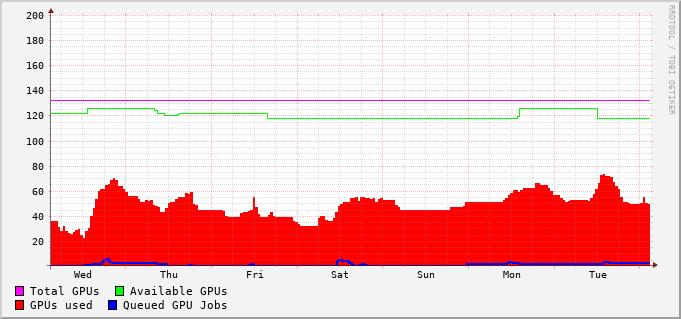 200
180
160
140
120
100
80
60
40
20
Wed Thu Fri Sat Sun Mon Tue
Total GPUs Available GPUs
GPUs used Queued GPU Jobs
RRDTOOL / TOBI OETIKER